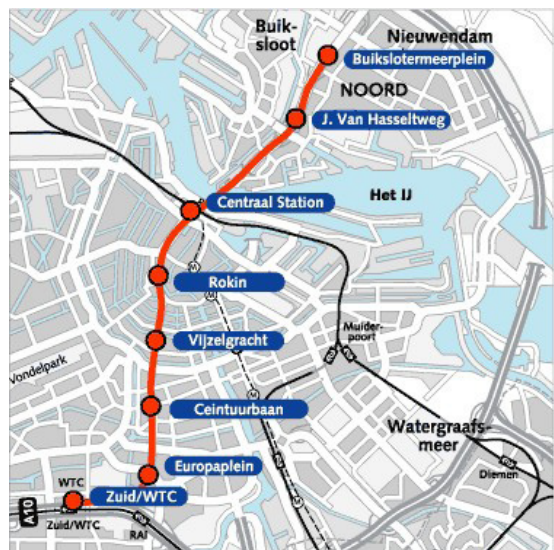 Buik-
sloot
Nieuwendam
Buikslotermeerplein
NOORD
J. Van Hasseltweg
Het IJ
Centraal Station
M
Rokin
M
Muider-
poort
Vijzelgracht
M
Vondelpark
Ceintuurbaan
M
Watergraafs-
meer
Europaplein
Diemen
WTC
Zuid/WTC
M
A10
Zuid/WTC
RAI